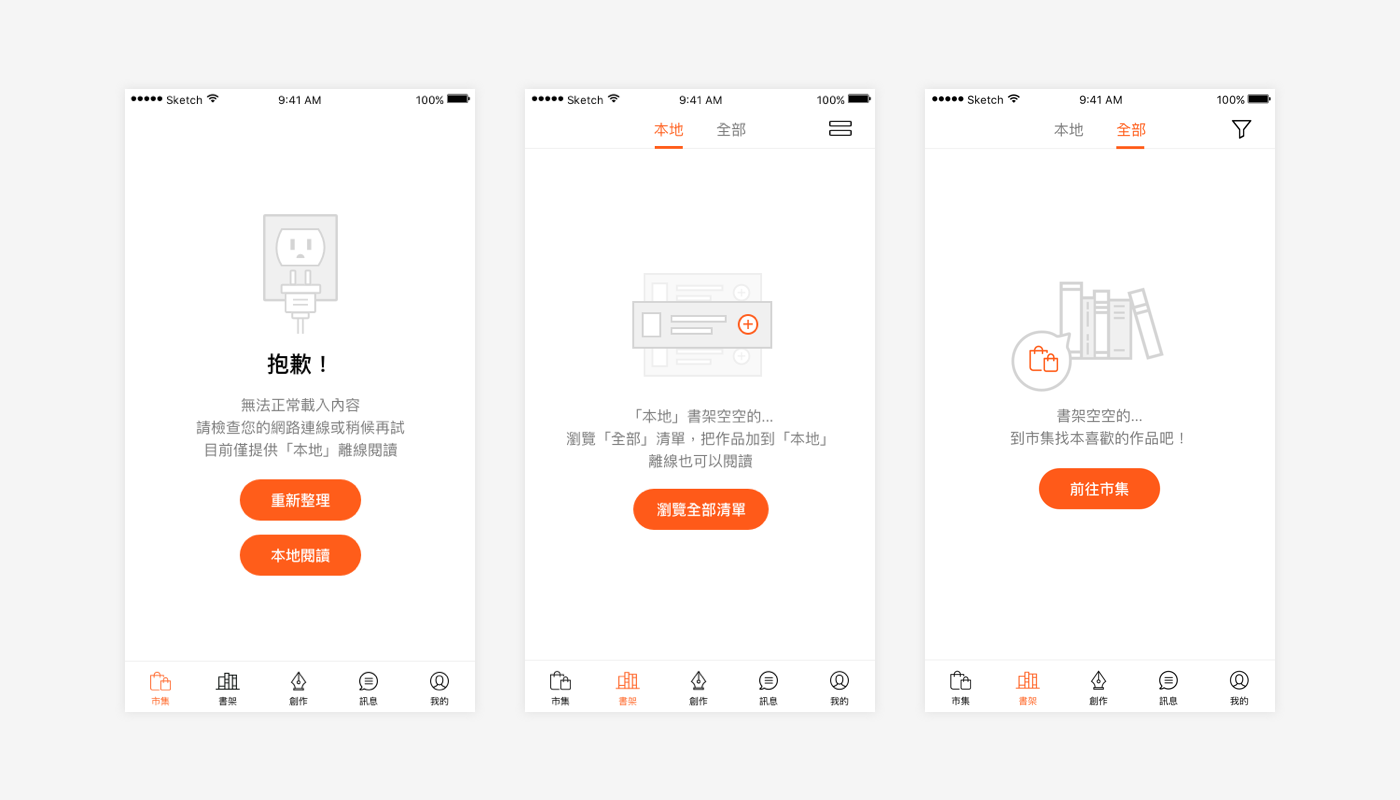 Sketch 9:41 AM 100%
抱歉！
無法正常載入內容
請檢查您的網路連線或稍候再試
目前僅提供「本地」離線閱讀
重新整理
本地閱讀
市集 書架 創作 訊息 我的
Sketch 9:41 AM 100%
本地 全部
「本地」書架空空的...
瀏覽「全部」清單，把作品加到「本地」
離線也可以閱讀
瀏覽全部清單
市集 書架 創作 訊息 我的
Sketch 9:41 AM 100%
本地 全部
書架空空的...
到市集找本喜歡的作品吧！
前往市集
市集 書架 創作 訊息 我的